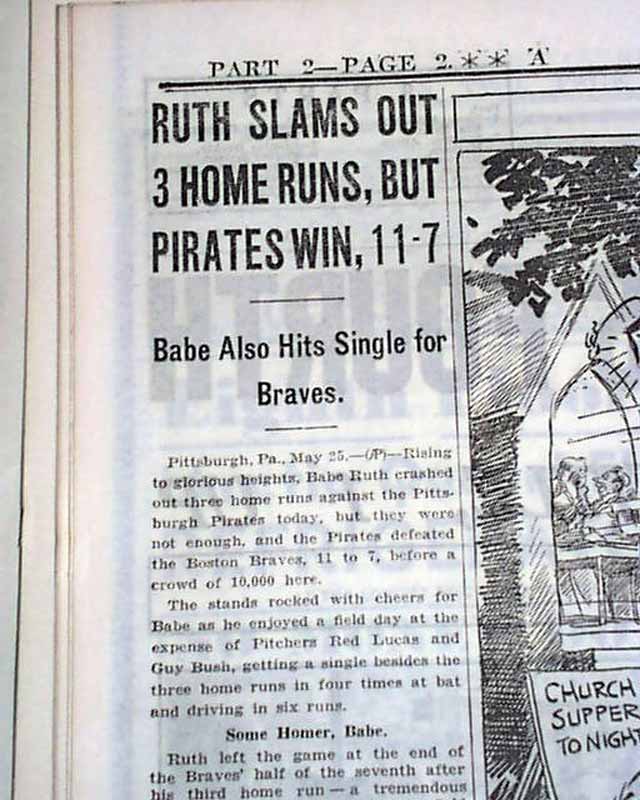 PART 2—PAGE 2.** A
RUTH SLAMS OUT
3 HOME RUNS, BUT
PIRATES WIN, 11-7
Babe Also Hits Single for
Braves.
Pittsburgh, Pa., May 25.—(AP)—Rising
to glorious heights, Babe Ruth crashed
out three home runs against the Pitts-
burgh Pirates today, but they were
not enough, and the Pirates defeated
the Boston Braves, 11 to 7, before a
crowd of 10,000 here.
The stands rocked with cheers for
Babe as he enjoyed a field day at the
expense of Pitchers Red Lucas and
Guy Bush, getting a single besides the
three home runs in four times at bat
and driving in six runs.
Some Homer, Babe.
Ruth left the game at the end of
the Braves' half of the seventh after
his third home run—a tremendous
CHURCH
SUPPER
TO NIGHT